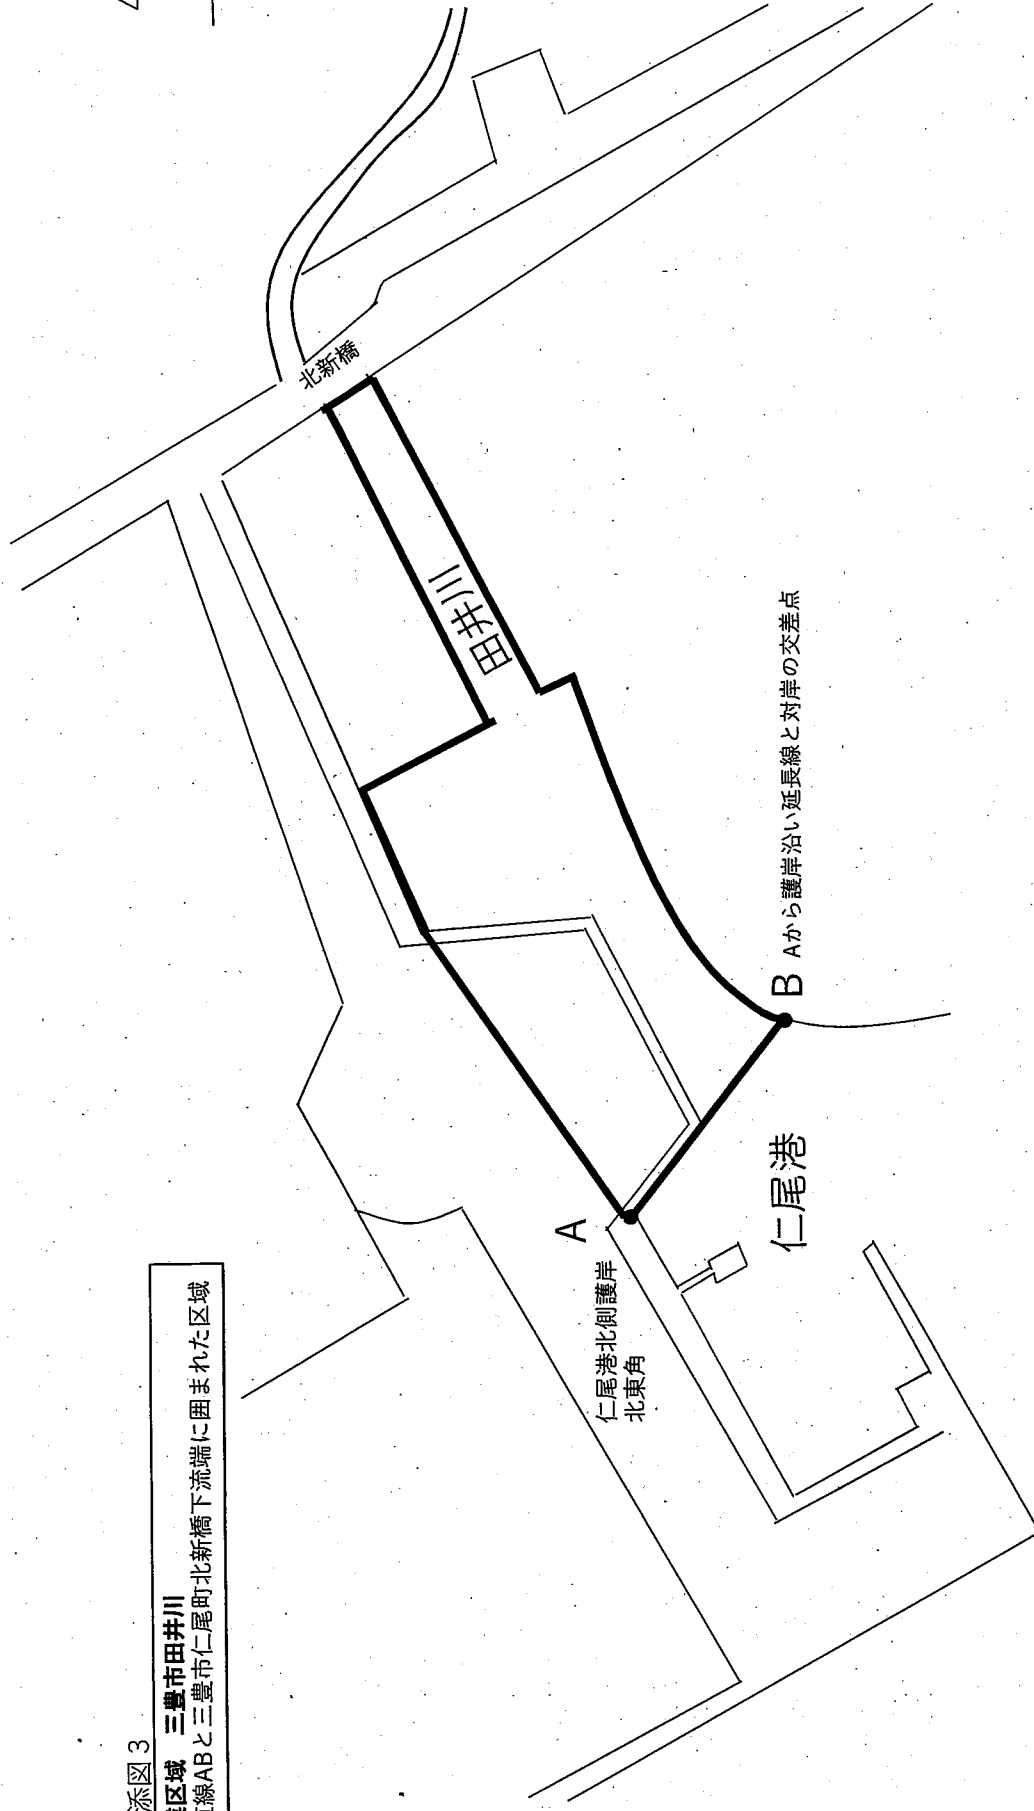 添図3
区域 三豊市田井川
線ABと三豊市仁尾町北新橋下流端に囲まれた区域
北新橋
田井川
A
仁尾港北側護岸
北東角
B
Aから護岸沿い延長線と対岸の交差点
仁尾港